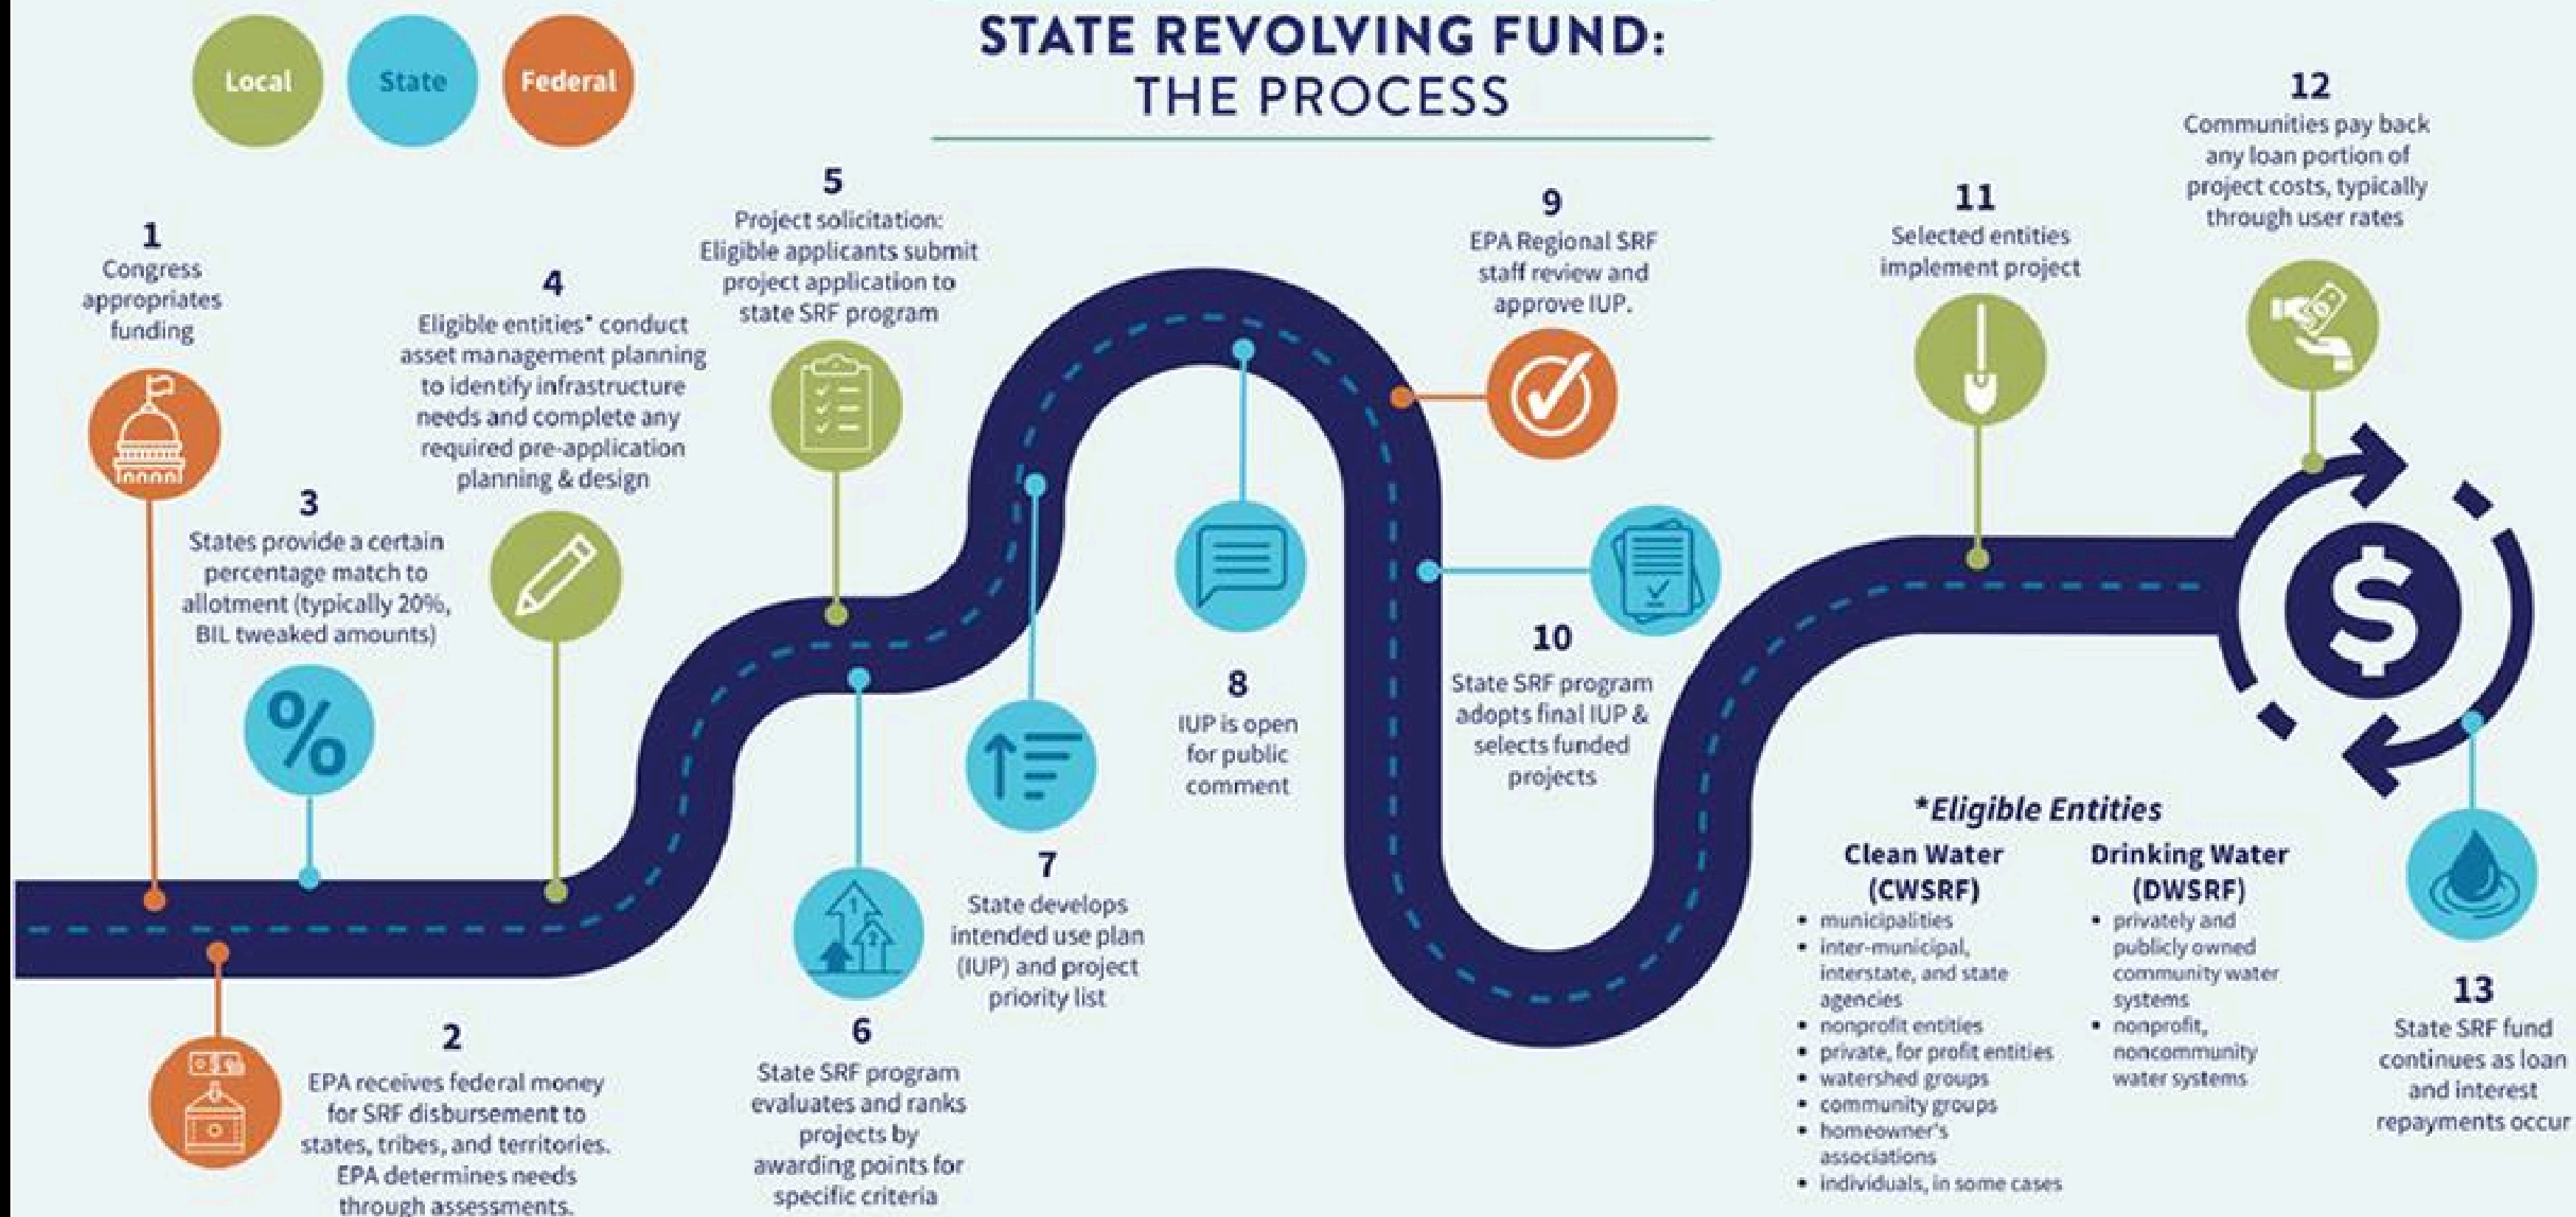 Local
State
Federal
STATE REVOLVING FUND:
THE PROCESS
1
Congress
appropriates
funding
2
EPA receives federal money
for SRF disbursement to
states, tribes, and territories.
EPA determines needs
through assessments.
3
States provide a certain
percentage match to
allotment (typically 20%,
BIL tweaked amounts)
%
4
Eligible entities* conduct
asset management planning
to identify infrastructure
needs and complete any
required pre-application
planning & design
5
Project solicitation:
Eligible applicants submit
project application to
state SRF program
1
2
6
State SRF program
evaluates and ranks
projects by
awarding points for
specific criteria
7
State develops
intended use plan
(IUP) and project
priority list
8
IUP is open
for public
comment
9
EPA Regional SRF
staff review and
approve IUP.
10
State SRF program
adopts final IUP &
selects funded
projects
11
Selected entities
implement project
12
Communities pay back
any loan portion of
project costs, typically
through user rates
$
13
State SRF fund
continues as loan
and interest
repayments occur
*Eligible Entities
Clean Water
(CWSRF)
• municipalities
• inter-municipal,
interstate, and state
agencies
• nonprofit entities
• private, for profit entities
• watershed groups
• community groups
• homeowner's
associations
• individuals, in some cases
Drinking Water
(DWSRF)
• privately and
publicly owned
community water
systems
• nonprofit,
noncommunity
water systems